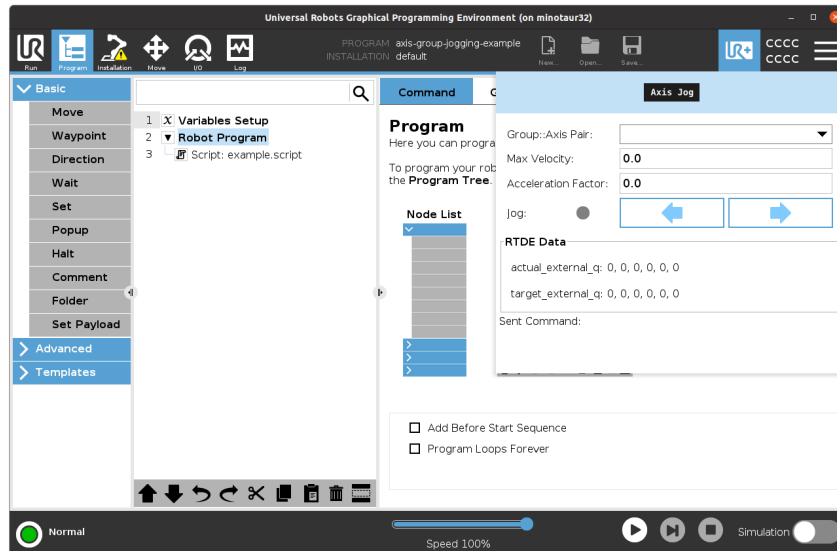 Universal Robots Graphical Programming Environment (on minotaur32)
UR
Run
Program
Installation
Move
I/O
Log
PROGRAM axis-group-jogging-example
INSTALLATION default
New...
Open...
Save...
UR+
CCCC
CCCC
Basic
Move
Waypoint
Direction
Wait
Set
Popup
Halt
Comment
Folder
Set Payload
Advanced
Templates
1 X Variables Setup
2 Robot Program
3 Script: example.script
Command
G
Program
Here you can progra
To program your rob
the Program Tree.
Node List
Axis Jog
Group::Axis Pair:
Max Velocity: 0.0
Acceleration Factor: 0.0
Jog:
RTDE Data
actual_external_q: 0, 0, 0, 0, 0, 0
target_external_q: 0, 0, 0, 0, 0, 0
Sent Command:
Add Before Start Sequence
Program Loops Forever
Normal
Speed 100%
Simulation